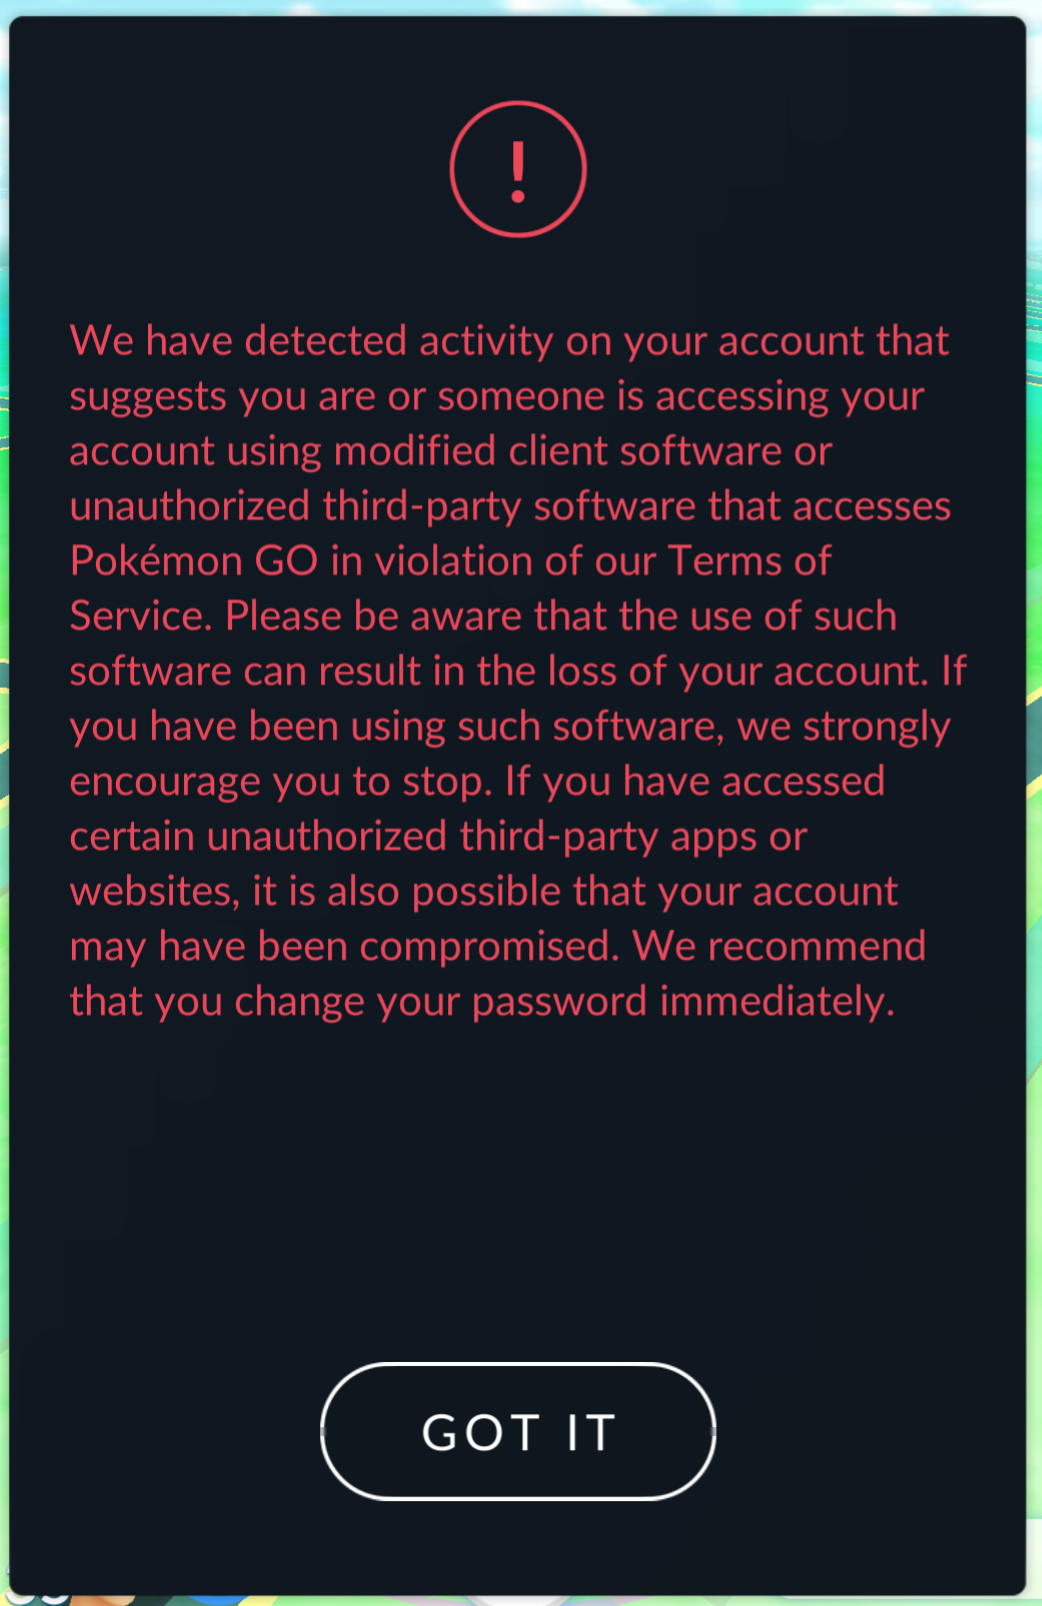 !
We have detected activity on your account that
suggests you are or someone is accessing your
account using modified client software or
unauthorized third-party software that accesses
Pokémon GO in violation of our Terms of
Service. Please be aware that the use of such
software can result in the loss of your account. If
you have been using such software, we strongly
encourage you to stop. If you have accessed
certain unauthorized third-party apps or
websites, it is also possible that your account
may have been compromised. We recommend
that you change your password immediately.
GOT IT